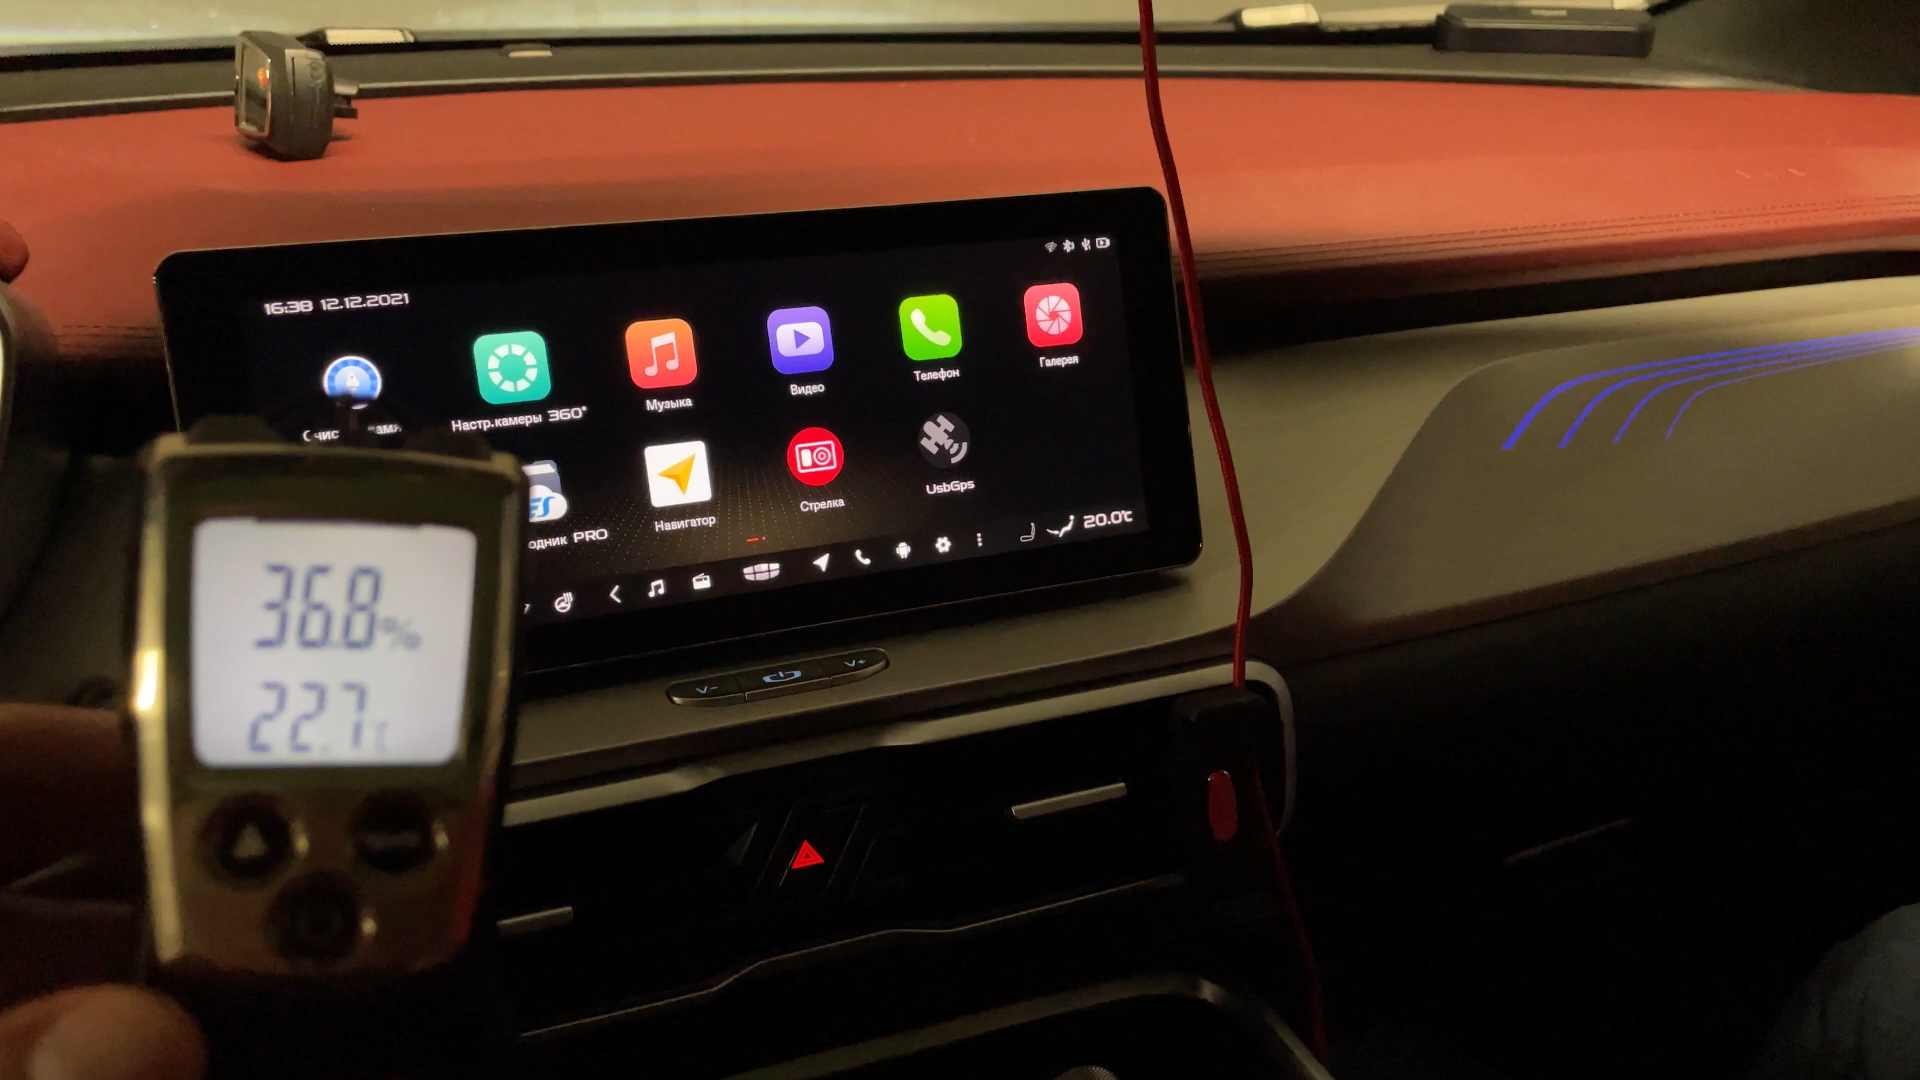 16:38 12.12.2021
Настр.камеры 360°
Музыка
Видео
Телефон
Галерея
ES
PRO
Навигатор
Стрелка
UsbGps
20.0℃
V-
V+
36.8%
22.7℃